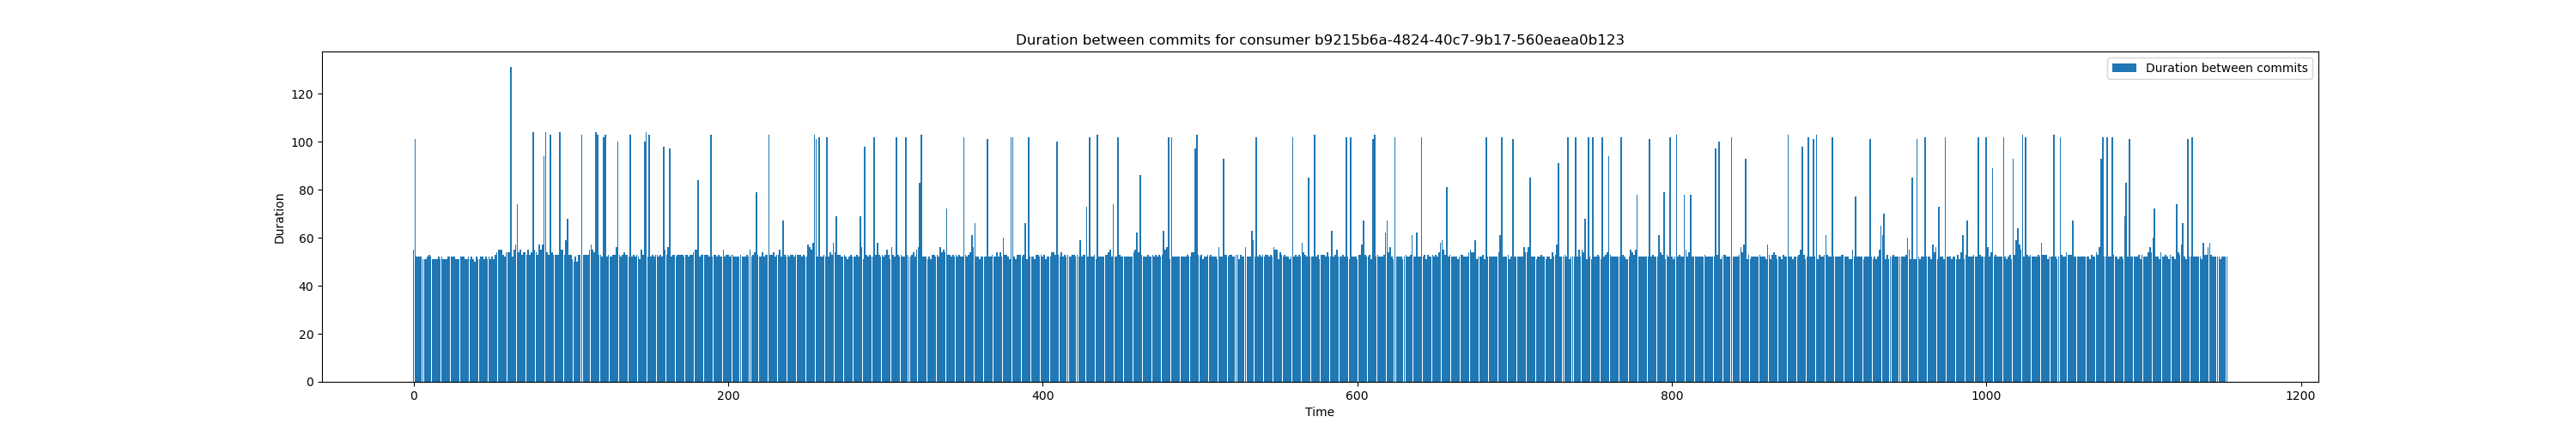 Duration between commits for consumer b9215b6a-4824-40c7-9b17-560eaea0b123
Duration between commits
120
100
80
60
40
20
0
Duration
0 200 400 600 800 1000 1200
Time